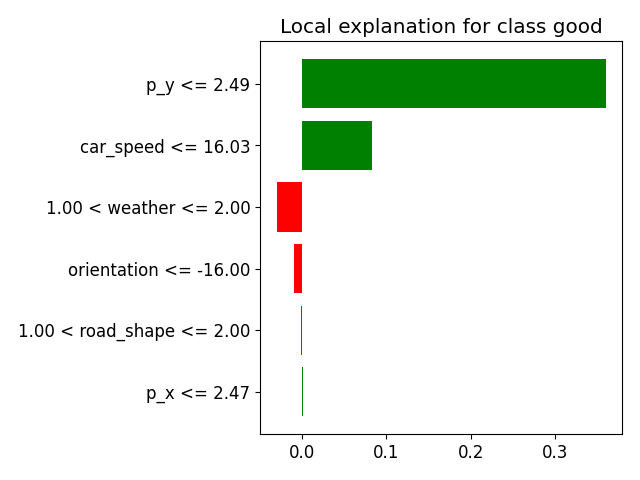 Local explanation for class good
p_y <= 2.49
car_speed <= 16.03
1.00 < weather <= 2.00
orientation <= -16.00
1.00 < road_shape <= 2.00
p_x <= 2.47
0.0 0.1 0.2 0.3